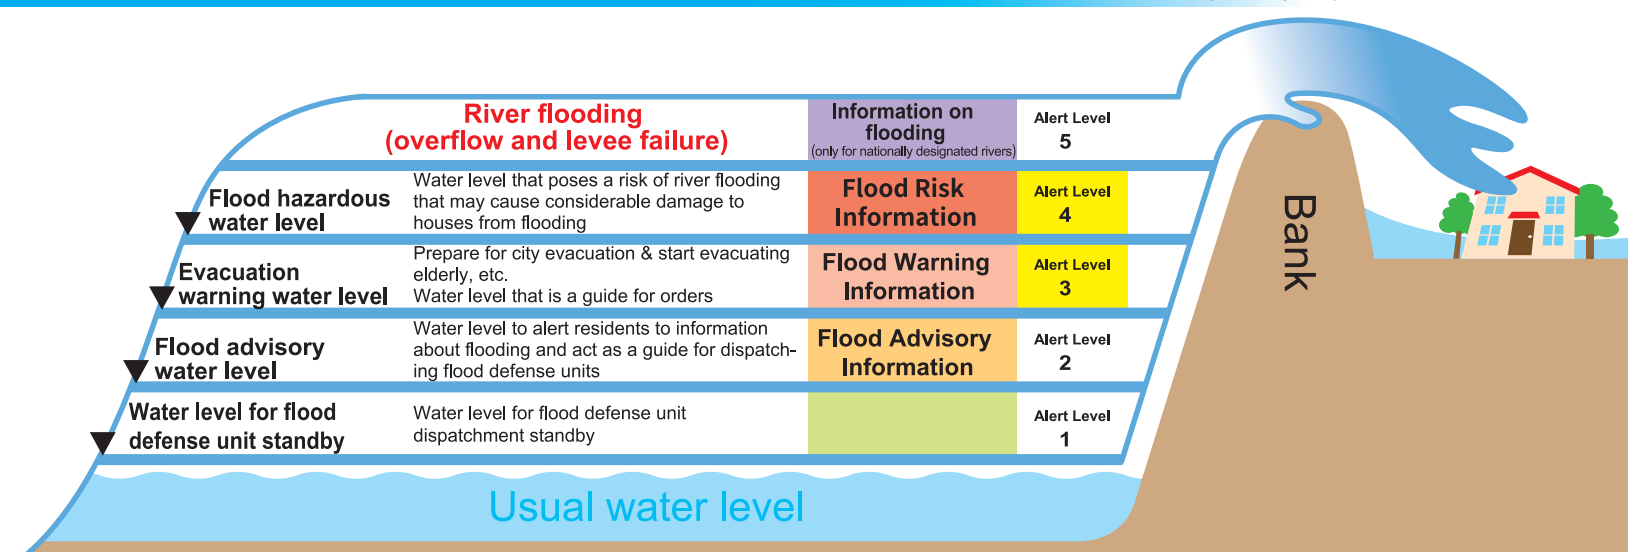 River flooding
(overflow and levee failure)
Information on
flooding
(only for nationally designated rivers)
Alert Level
5
Flood hazardous
water level
Water level that poses a risk of river flooding
that may cause considerable damage to
houses from flooding
Flood Risk
Information
Alert Level
4
Evacuation
warning water level
Prepare for city evacuation & start evacuating
elderly, etc.
Water level that is a guide for orders
Flood Warning
Information
Alert Level
3
Flood advisory
water level
Water level to alert residents to information
about flooding and act as a guide for dispatch-
ing flood defense units
Flood Advisory
Information
Alert Level
2
Water level for flood
defense unit standby
Water level for flood defense unit
dispatchment standby
Alert Level
1
Usual water level
Bank